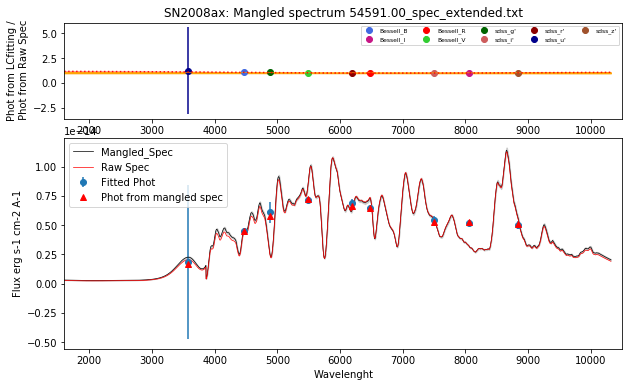 SN2008ax: Mangled spectrum 54591.00_spec_extended.txt
Phot from LCfitting /
Phot from Raw Spec
5.0
2.5
0.0
−2.5
Bessell_B
Bessell_I
Bessell_R
Bessell_V
sdss_g'
sdss_i'
sdss_r'
sdss_u'
sdss_z'
2000 3000 4000 5000 6000 7000 8000 9000 10000
1e−14
Mangled_Spec
Raw Spec
Fitted Phot
Phot from mangled spec
Flux erg s-1 cm-2 A-1
1.00
0.75
0.50
0.25
0.00
−0.25
−0.50
2000 3000 4000 5000 6000 7000 8000 9000 10000
Wavelenght